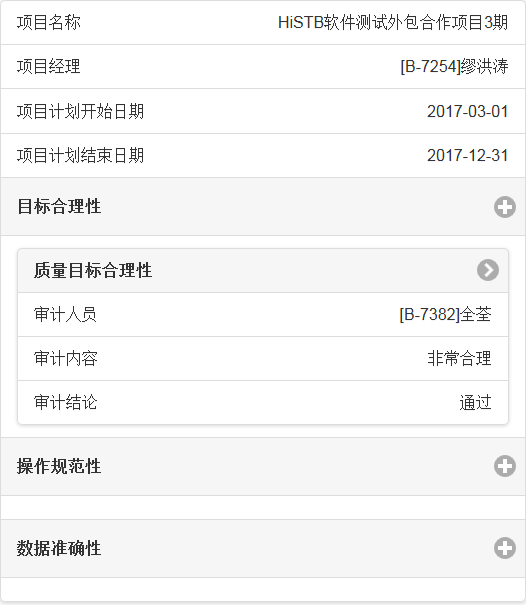 项目名称 HiSTB软件测试外包合作项目3期
项目经理 [B-7254]缪洪涛
项目计划开始日期 2017-03-01
项目计划结束日期 2017-12-31
目标合理性
质量目标合理性
审计人员 [B-7382]全荃
审计内容 非常合理
审计结论 通过
操作规范性
数据准确性